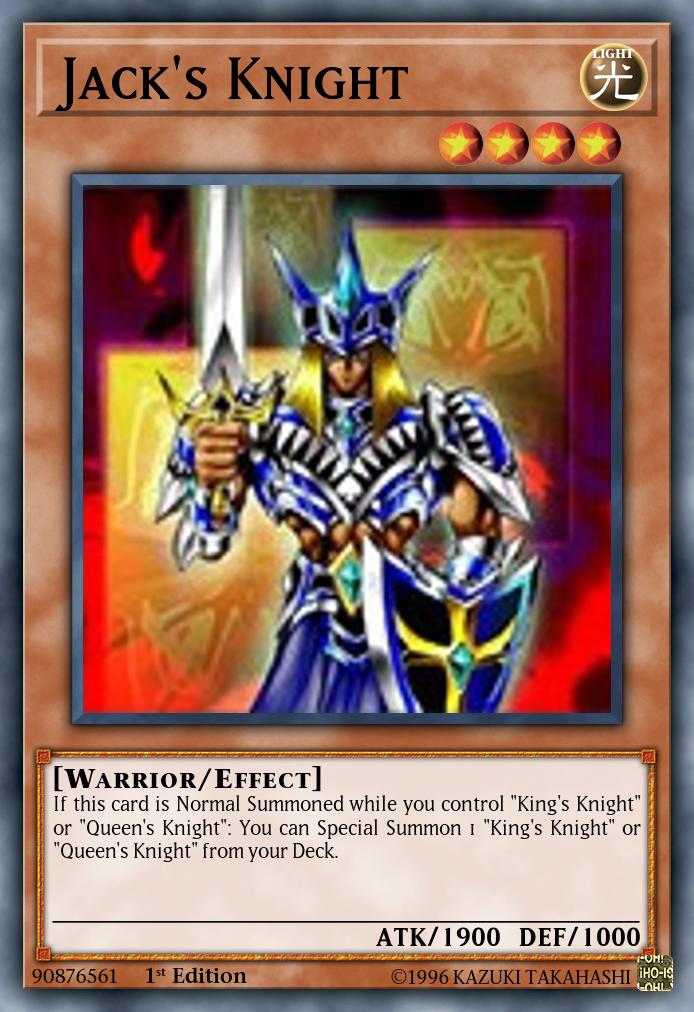 Jack's Knight
LIGHT
光
[Warrior/Effect]
If this card is Normal Summoned while you control "King's Knight"
or "Queen's Knight": You can Special Summon 1 "King's Knight" or
"Queen's Knight" from your Deck.
ATK/1900 DEF/1000
90876561 1st Edition ©1996 KAZUKI TAKAHASHI